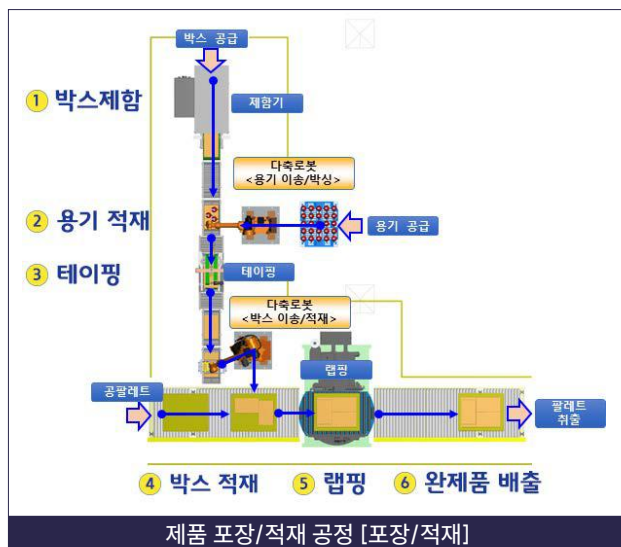 박스 공급
① 박스제함
제함기
다축로봇
<용기 이송/박싱>
② 용기 적재
용기 공급
③ 테이핑
테이핑
다축로봇
<박스 이송/적재>
랩핑
공팔레트
팔레트
취출
④ 박스 적재
⑤ 랩핑
⑥ 완제품 배출
제품 포장/적재 공정 [포장/적재]